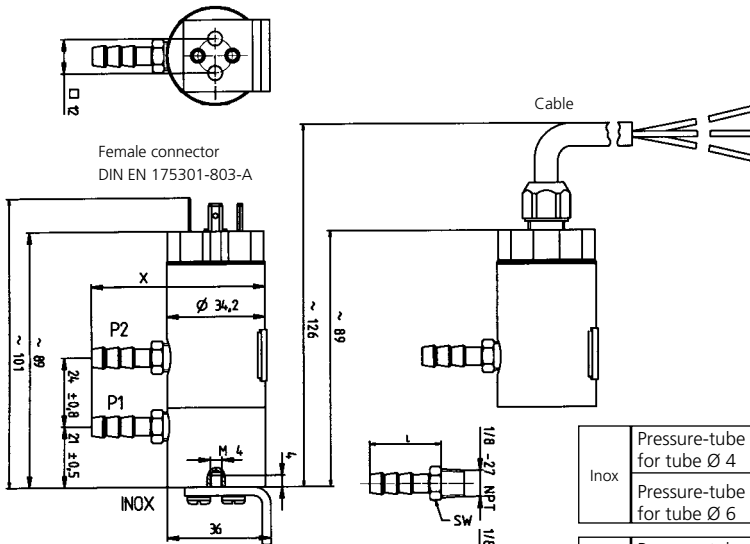 □ 12
Cable
Female connector
DIN EN 175301-803-A
X
Ø 34,2
P2
P1
~ 101
~ 89
24 ±0,8
21 ±0,5
M 4
4
INOX
36
~ 126
~ 89
L
1/8 -27 NPT
SW
1/8
Inox
Pressure-tube
for tube Ø 4
Pressure-tube
for tube Ø 6